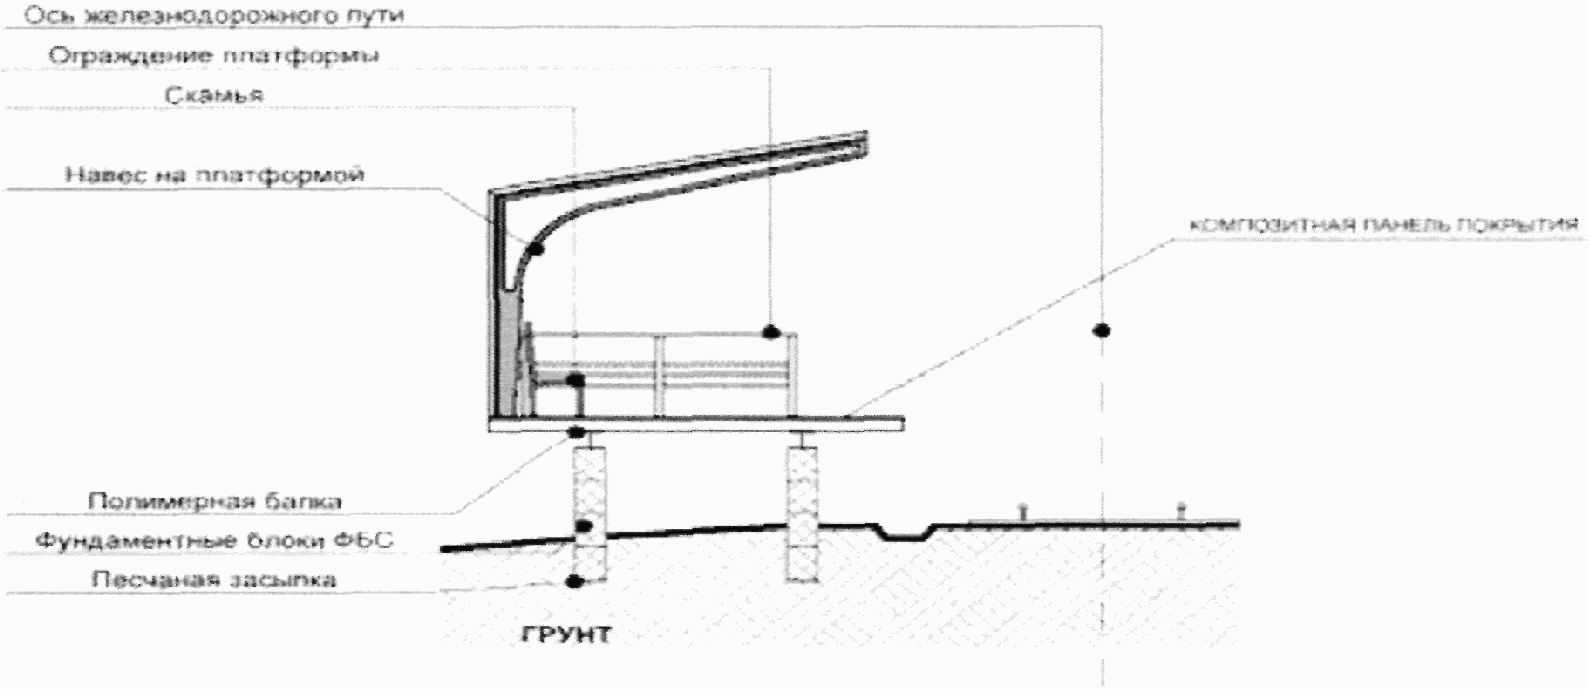 Ось железнодорожного пути
Ограждение платформы
Скамья
Навес на платформой
КОМПОЗИТНАЯ ПАНЕЛЬ ПОКРЫТИЯ
Полимерная балка
Фундаментные блоки ФБС
Песчаная засыпка
ГРУНТ